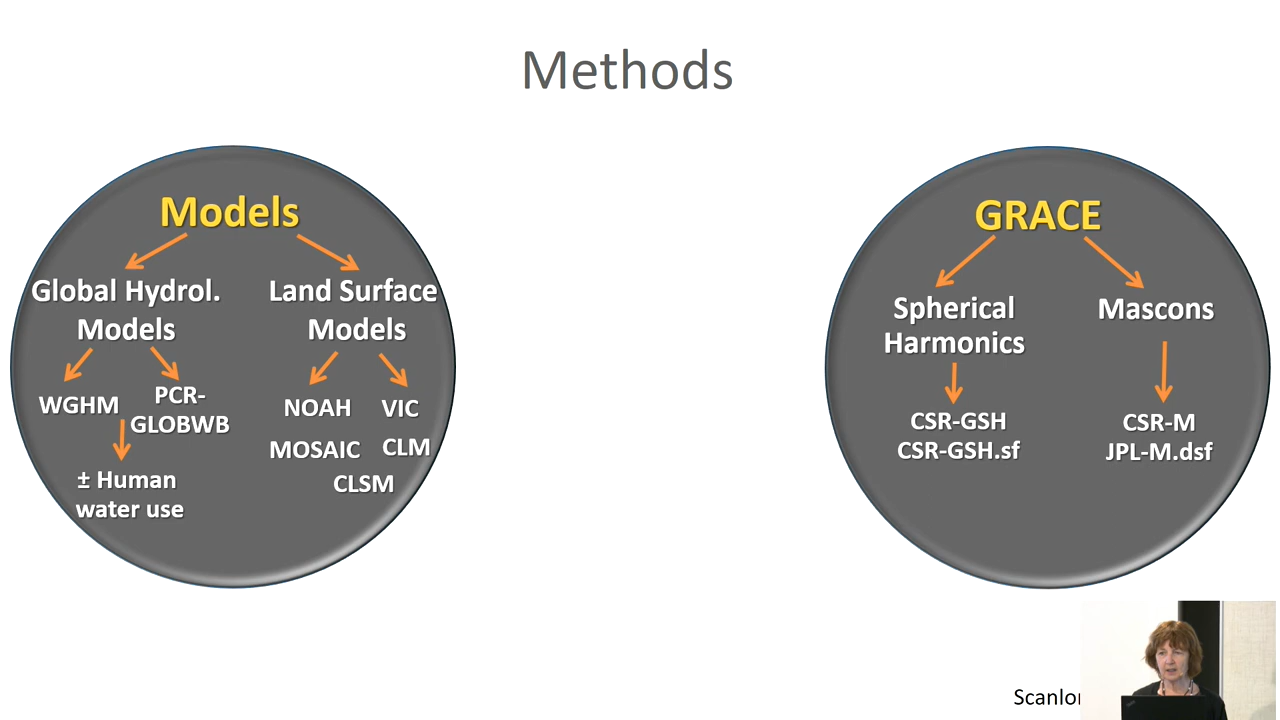 Methods
Models
Global Hydrol.
Models
Land Surface
Models
WGHM
PCR-
GLOBWB
± Human
water use
NOAH
VIC
MOSAIC
CLM
CLSM
GRACE
Spherical
Harmonics
Mascons
CSR-GSH
CSR-GSH.sf
CSR-M
JPL-M.dsf